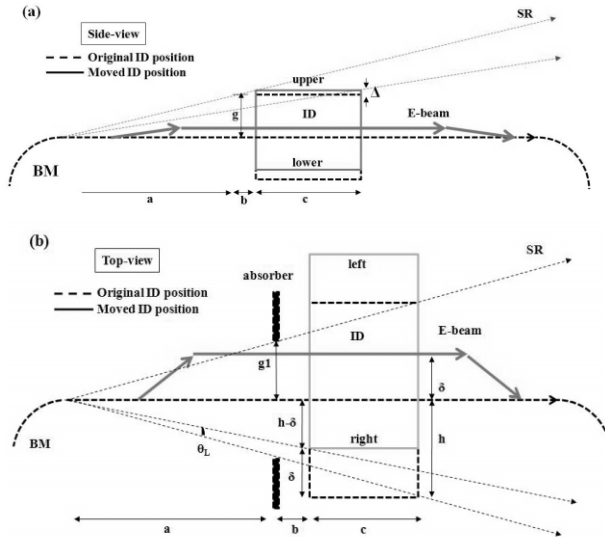 (a)
SR
Side-view
Original ID position
Moved ID position
upper
Δ
g
ID
E-beam
lower
BM
a
b
c
(b)
SR
Top-view
Original ID position
Moved ID position
absorber
left
ID
E-beam
g1
δ
h-δ
right
h
BM
θL
δ
a
b
c